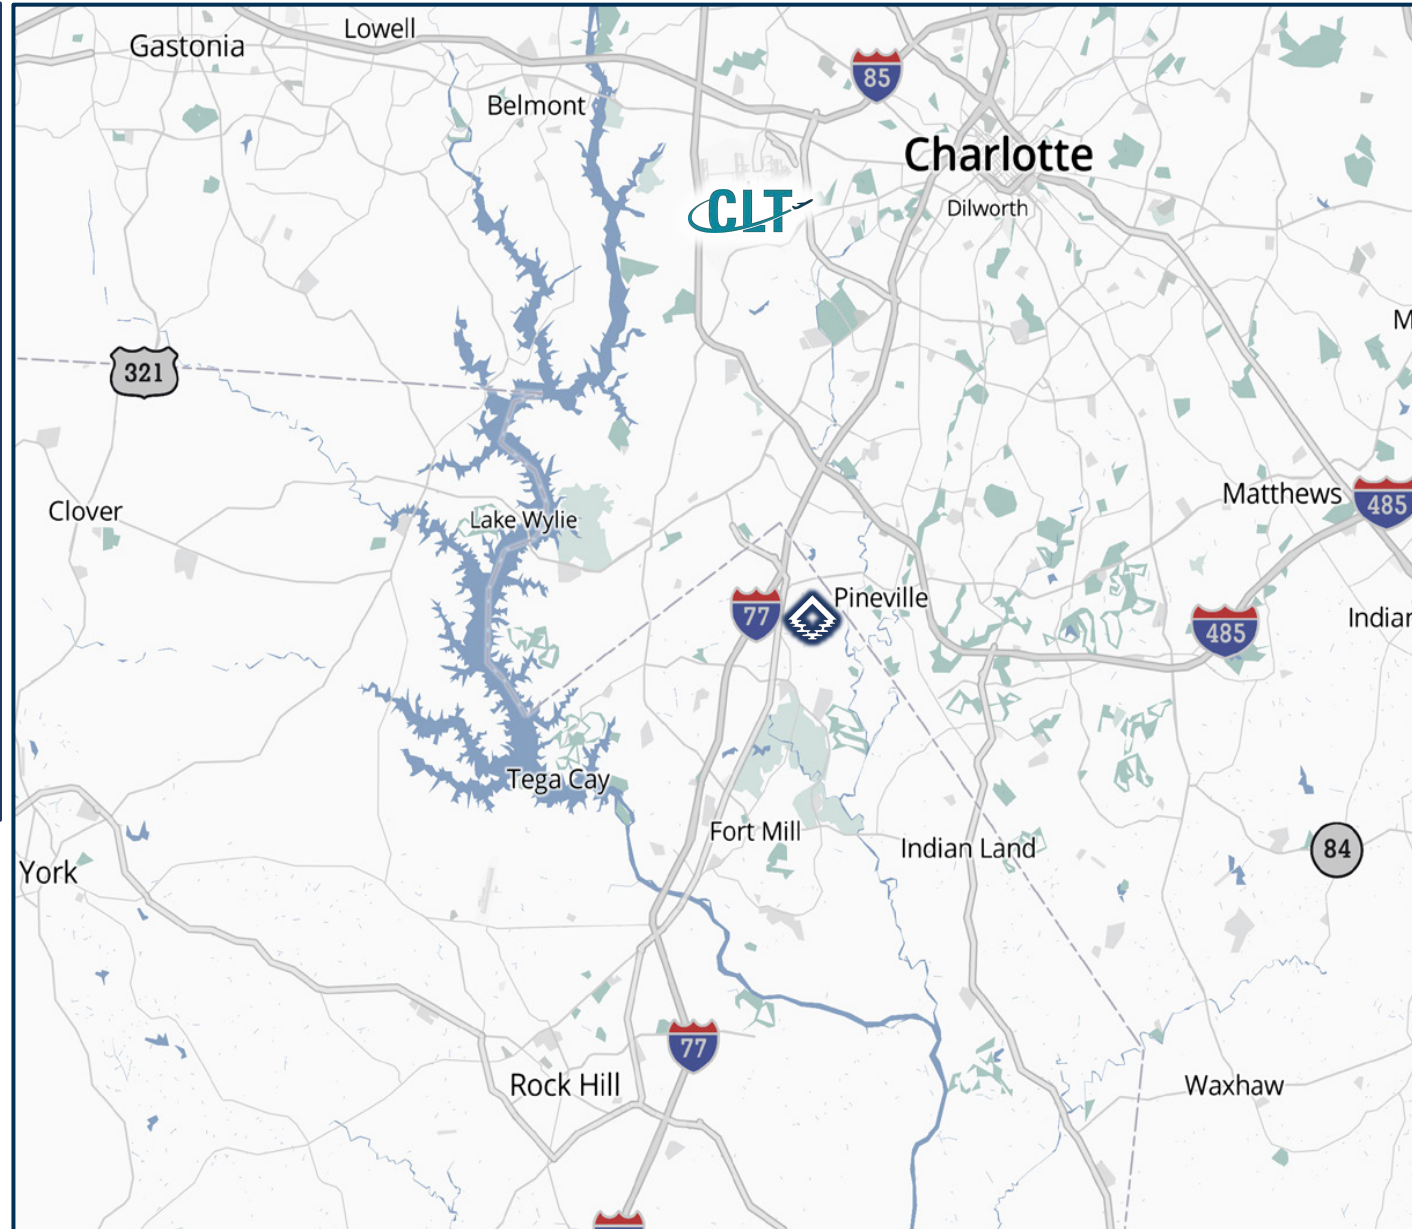 Lowell
Gastonia
85
Belmont
Charlotte
CLT
Dilworth
M
321
Matthews
485
Clover
Lake Wylie
77
Pineville
Indian
485
Tega Cay
Fort Mill
Indian Land
84
York
77
Rock Hill
Waxhaw